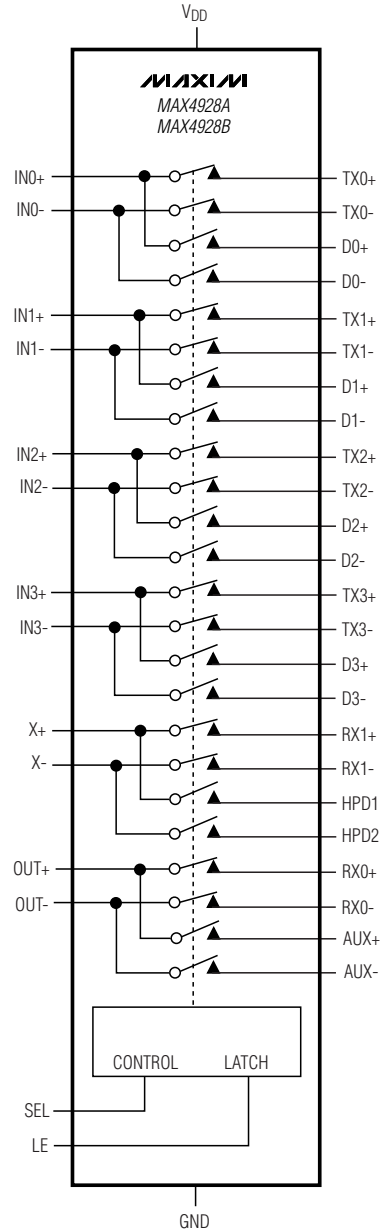 VDD
MAXIM
MAX4928A
MAX4928B
IN0+ TX0+
IN0- TX0-
D0+
D0-
IN1+ TX1+
IN1- TX1-
D1+
D1-
IN2+ TX2+
IN2- TX2-
D2+
D2-
IN3+ TX3+
IN3- TX3-
D3+
D3-
X+ RX1+
X- RX1-
HPD1
HPD2
OUT+ RX0+
OUT- RX0-
AUX+
AUX-
CONTROL LATCH
SEL
LE
GND